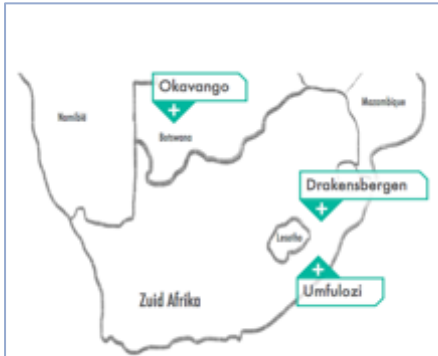 Okavango
Mozambique
Namibië
Botswana
Drakensbergen
Lesotho
Zuid Afrika
Umfulozi